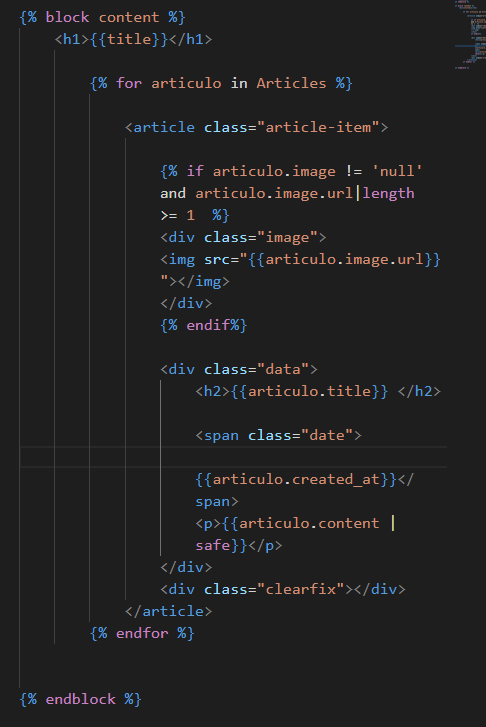 {% block content %}
<h1>{{title}}</h1>
{% for articulo in Articles %}
<article class="article-item">
{% if articulo.image != 'null'
and articulo.image.url|length
>= 1  %}
<div class="image">
<img src="{{articulo.image.url}}
"></img>
</div>
{% endif%}
<div class="data">
<h2>{{articulo.title}} </h2>
<span class="date">
{{articulo.created_at}}</
span>
<p>{{articulo.content |
safe}}</p>
</div>
<div class="clearfix"></div>
</article>
{% endfor %}
{% endblock %}